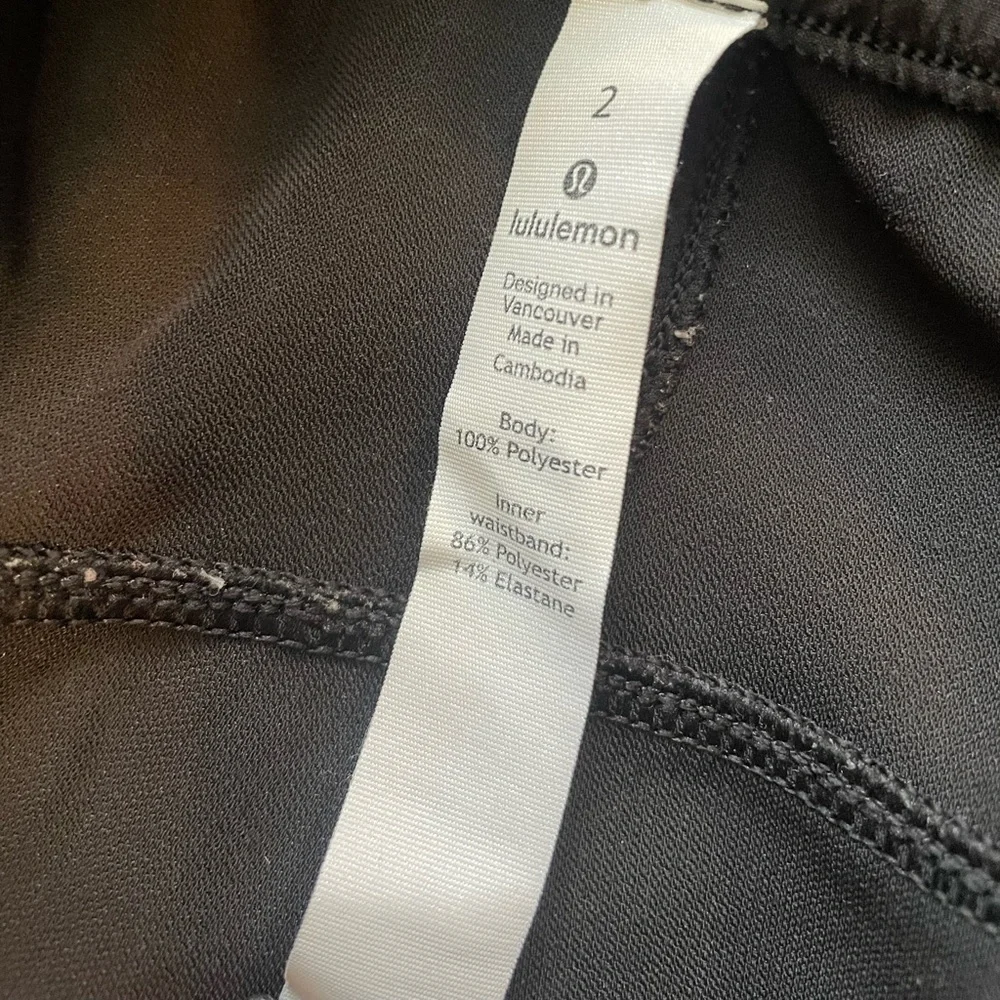 2
lululemon
Designed in
Vancouver
Made in
Cambodia
Body:
100% Polyester
Inner
waistband:
86% Polyester
14% Elastane